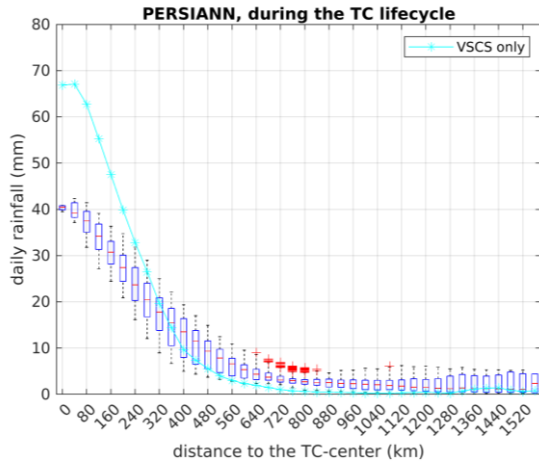 PERSIANN, during the TC lifecycle
VSCS only
daily rainfall (mm)
80
70
60
50
40
30
20
10
0
0 80 160 240 320 400 480 560 640 720 800 880 960 1040 1120 1200 1280 1360 1440 1520
distance to the TC-center (km)